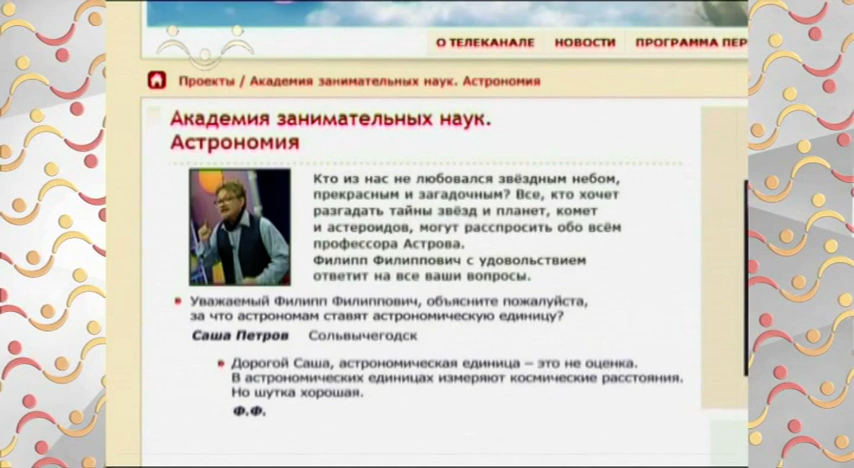 О ТЕЛЕКАНАЛЕ НОВОСТИ ПРОГРАММА ПЕР
Проекты / Академия занимательных наук. Астрономия
Академия занимательных наук.
Астрономия
Кто из нас не любовался звёздным небом,
прекрасным и загадочным? Все, кто хочет
разгадать тайны звёзд и планет, комет
и астероидов, могут расспросить обо всём
профессора Астрова.
Филипп Филиппович с удовольствием
ответит на все ваши вопросы.
Уважаемый Филипп Филиппович, объясните пожалуйста,
за что астрономам ставят астрономическую единицу?
Саша Петров Сольвычегодск
Дорогой Саша, астрономическая единица – это не оценка.
В астрономических единицах измеряют космические расстояния.
Но шутка хорошая.
Ф.Ф.